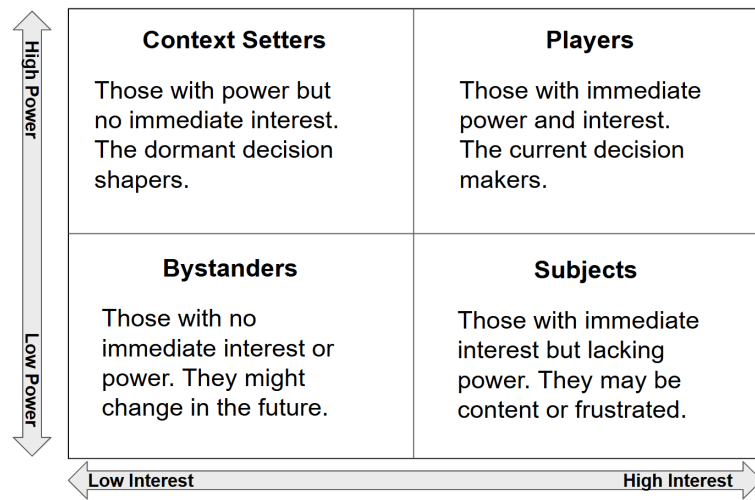 High Power
Context Setters
Those with power but
no immediate interest.
The dormant decision
shapers.
Players
Those with immediate
power and interest.
The current decision
makers.
Low Power
Bystanders
Those with no
immediate interest or
power. They might
change in the future.
Subjects
Those with immediate
interest but lacking
power. They may be
content or frustrated.
Low Interest
High Interest